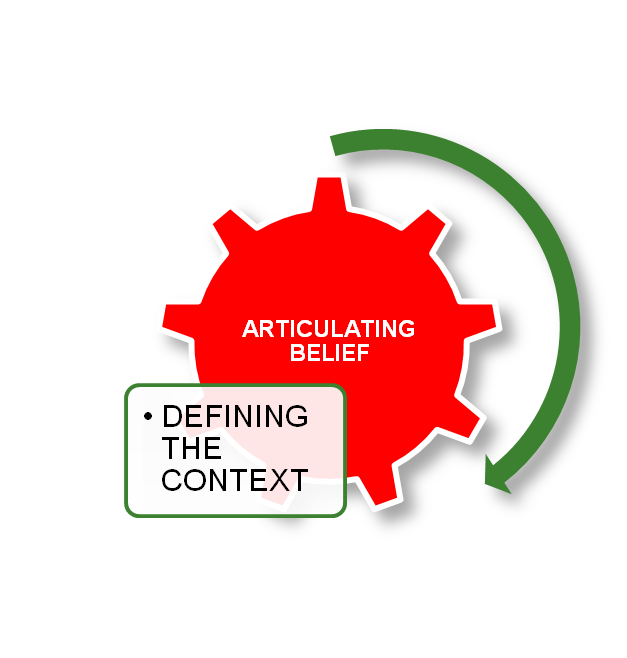 ARTICULATING
BELIEF
• DEFINING
THE
CONTEXT